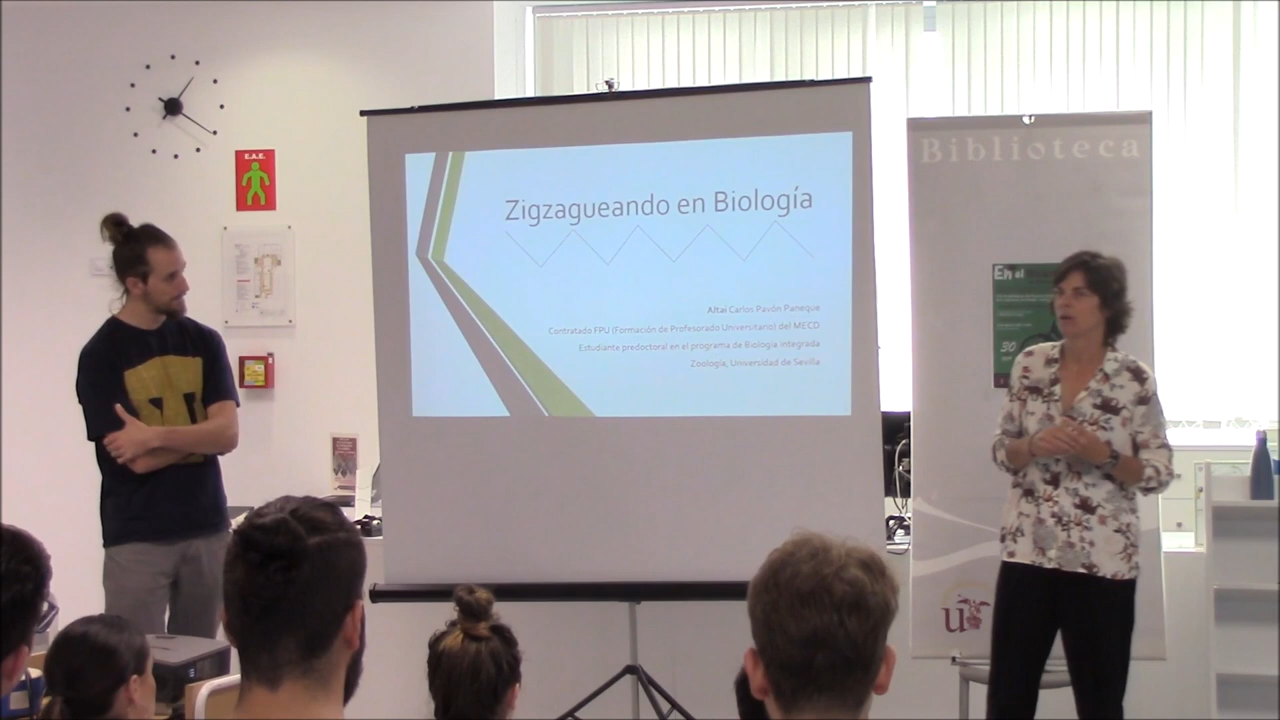 E.A.E.
Zigzagueando en Biología
Altai Carlos Pavón Paneque
Contratado FPU (Formación de Profesorado Universitario) del MECD
Estudiante predoctoral en el programa de Biología integrada
Zoología, Universidad de Sevilla
Biblioteca
En el
30
u